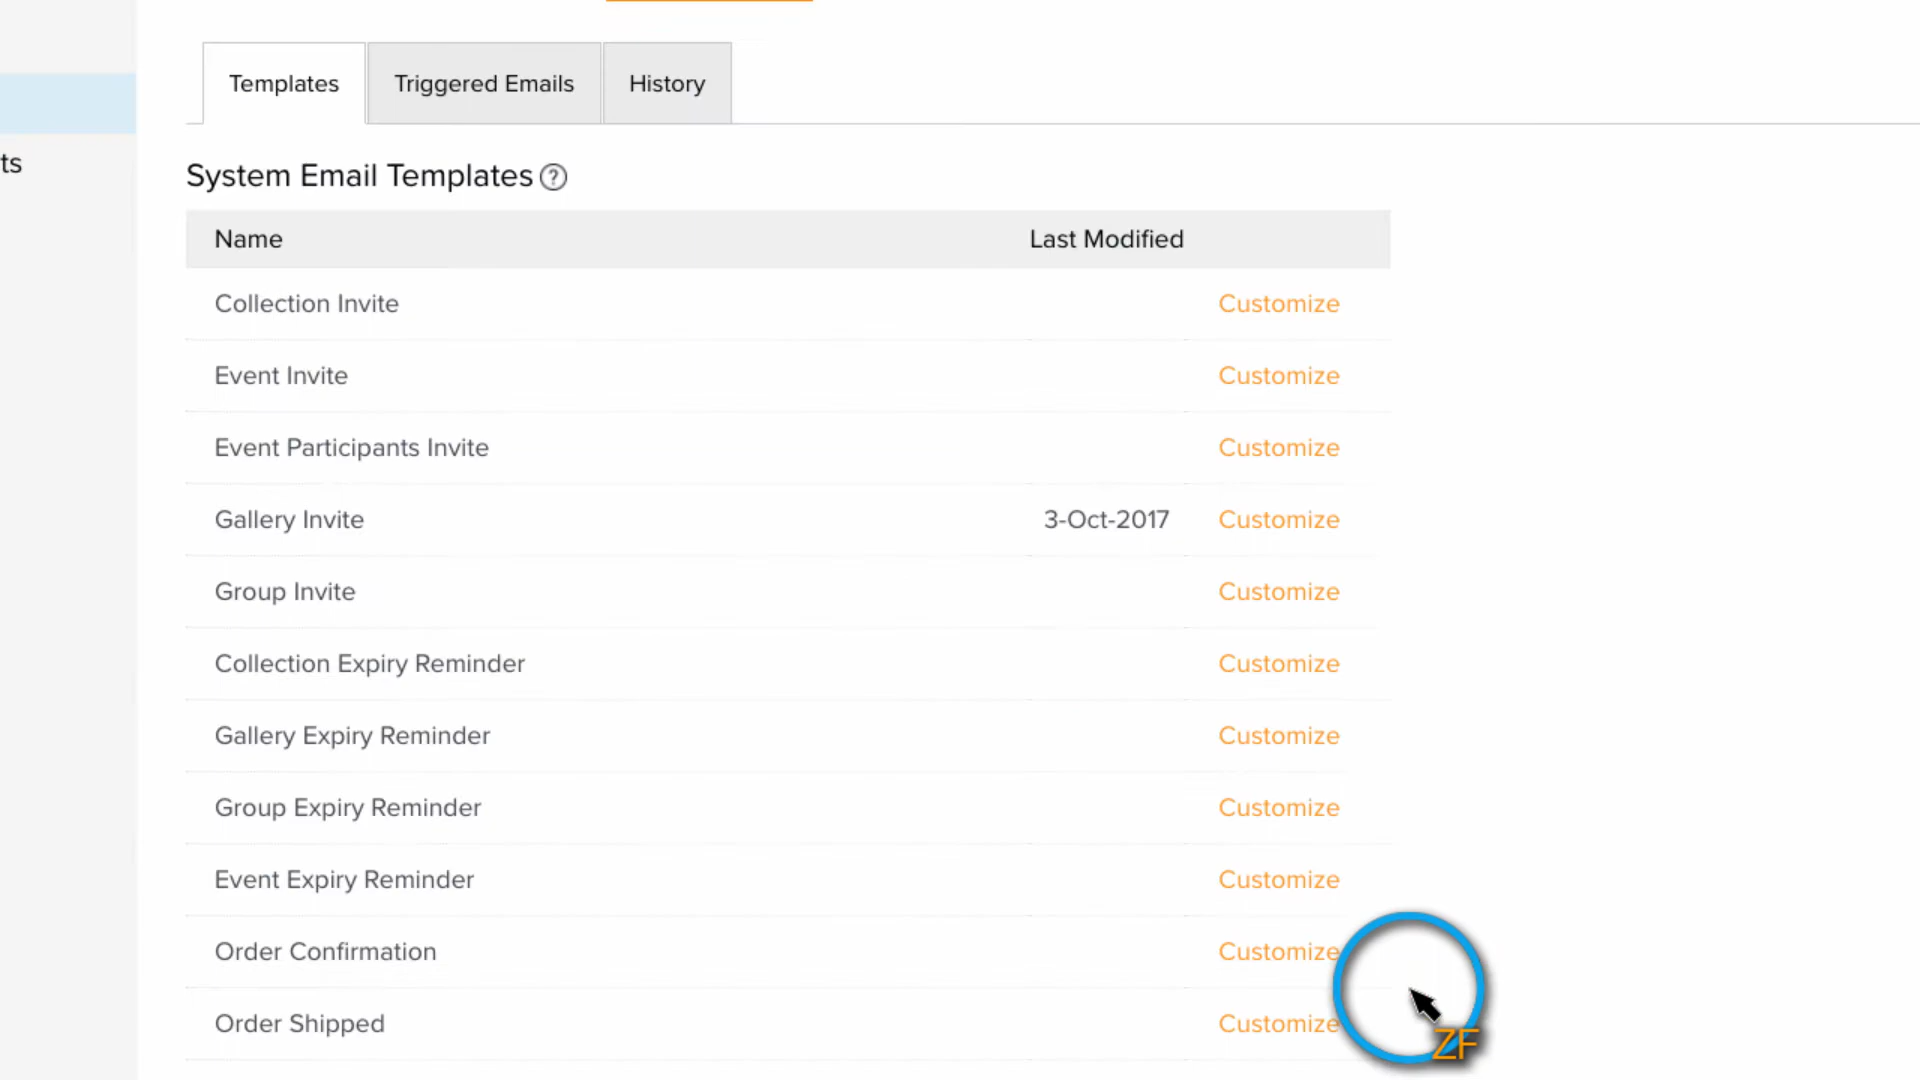 Templates Triggered Emails History
ts
System Email Templates ?
Name Last Modified
Collection Invite Customize
Event Invite Customize
Event Participants Invite Customize
Gallery Invite 3-Oct-2017 Customize
Group Invite Customize
Collection Expiry Reminder Customize
Gallery Expiry Reminder Customize
Group Expiry Reminder Customize
Event Expiry Reminder Customize
Order Confirmation Customize
Order Shipped Customize
ZF